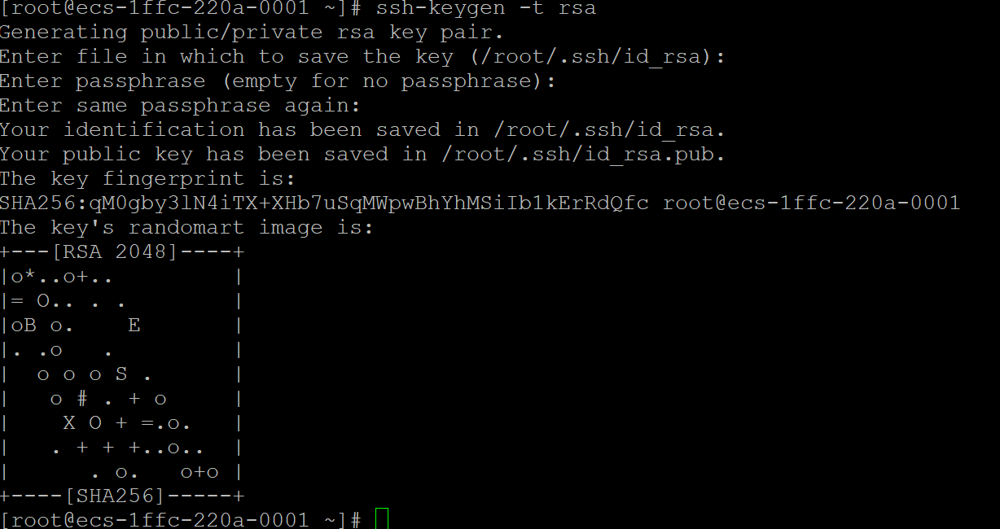 [root@ecs-1ffc-220a-0001 ~]# ssh-keygen -t rsa
Generating public/private rsa key pair.
Enter file in which to save the key (/root/.ssh/id_rsa):
Enter passphrase (empty for no passphrase):
Enter same passphrase again:
Your identification has been saved in /root/.ssh/id_rsa.
Your public key has been saved in /root/.ssh/id_rsa.pub.
The key fingerprint is:
SHA256:qM0gby3lN4iTX+XHb7uSqMWpwBhYhMSiIb1kErRdQfc root@ecs-1ffc-220a-0001
The key's randomart image is:
+---[RSA 2048]----+
|o*..o+..         |
|= O.. . .        |
|oB o.    E       |
|. .o   .         |
|  o o o S .      |
|   o # . + o     |
|    X O + =.o.   |
|   . + + +..o..  |
|      . o.   o+o |
+----[SHA256]-----+
[root@ecs-1ffc-220a-0001 ~]#